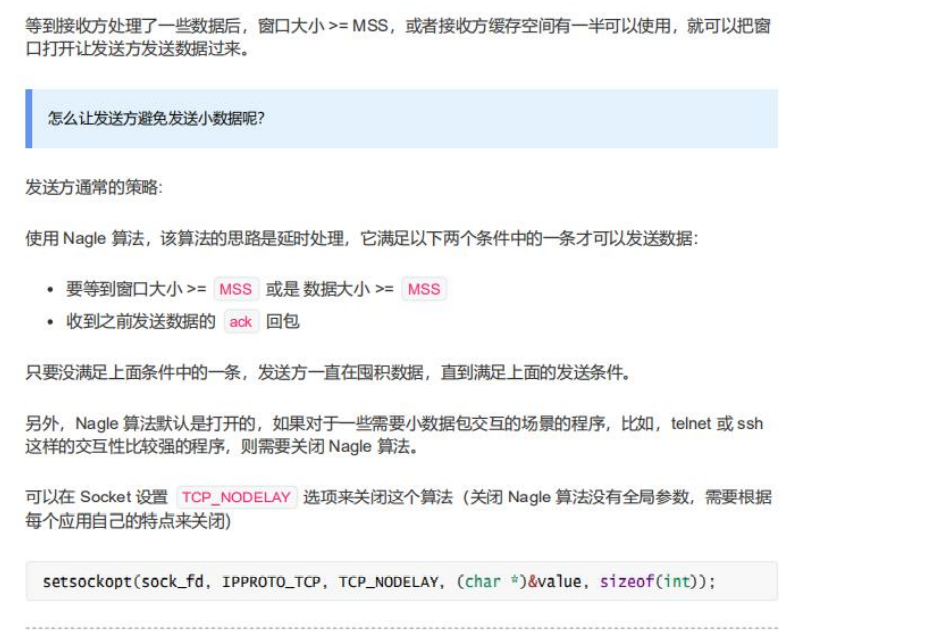 等到接收方处理了一些数据后，窗口大小 >= MSS，或者接收方缓存空间有一半可以使用，就可以把窗
口打开让发送方发送数据过来。
怎么让发送方避免发送小数据呢？
发送方通常的策略:
使用 Nagle 算法，该算法的思路是延时处理，它满足以下两个条件中的一条才可以发送数据：
• 要等到窗口大小 >= MSS 或是 数据大小 >= MSS
• 收到之前发送数据的 ack 回包
只要没满足上面条件中的一条，发送方一直在囤积数据，直到满足上面的发送条件。
另外，Nagle 算法默认是打开的，如果对于一些需要小数据包交互的场景的程序，比如，telnet 或 ssh
这样的交互性比较强的程序，则需要关闭 Nagle 算法。
可以在 Socket 设置 TCP_NODELAY 选项来关闭这个算法（关闭 Nagle 算法没有全局参数，需要根据
每个应用自己的特点来关闭)
setsockopt(sock_fd, IPPROTO_TCP, TCP_NODELAY, (char *)&value, sizeof(int));